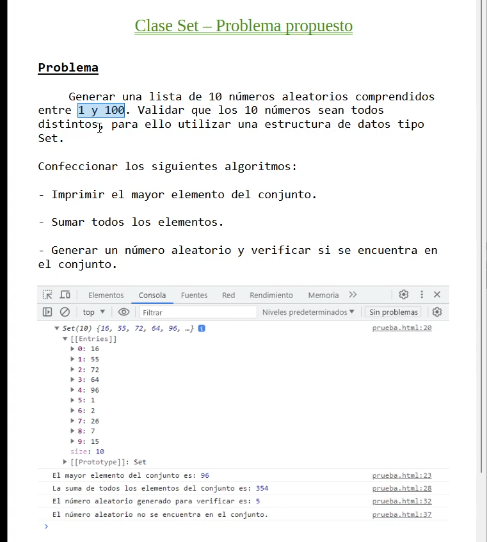 Clase Set – Problema propuesto
Problema
Generar una lista de 10 números aleatorios comprendidos
entre 1 y 100. Validar que los 10 números sean todos
distintos, para ello utilizar una estructura de datos tipo
Set.
Confeccionar los siguientes algoritmos:
- Imprimir el mayor elemento del conjunto.
- Sumar todos los elementos.
- Generar un número aleatorio y verificar si se encuentra en
el conjunto.
Elementos Consola Fuentes Red Rendimiento Memoria
top Filtrar Niveles predeterminados Sin problemas
Set(10) {16, 55, 72, 64, 96, …} prueba.html:20
[[Entries]]
0: 16
1: 55
2: 72
3: 64
4: 96
5: 1
6: 2
7: 26
8: 7
9: 15
size: 10
[[Prototype]]: Set
El mayor elemento del conjunto es: 96 prueba.html:23
La suma de todos los elementos del conjunto es: 354 prueba.html:28
El número aleatorio generado para verificar es: 5 prueba.html:32
El número aleatorio no se encuentra en el conjunto. prueba.html:37